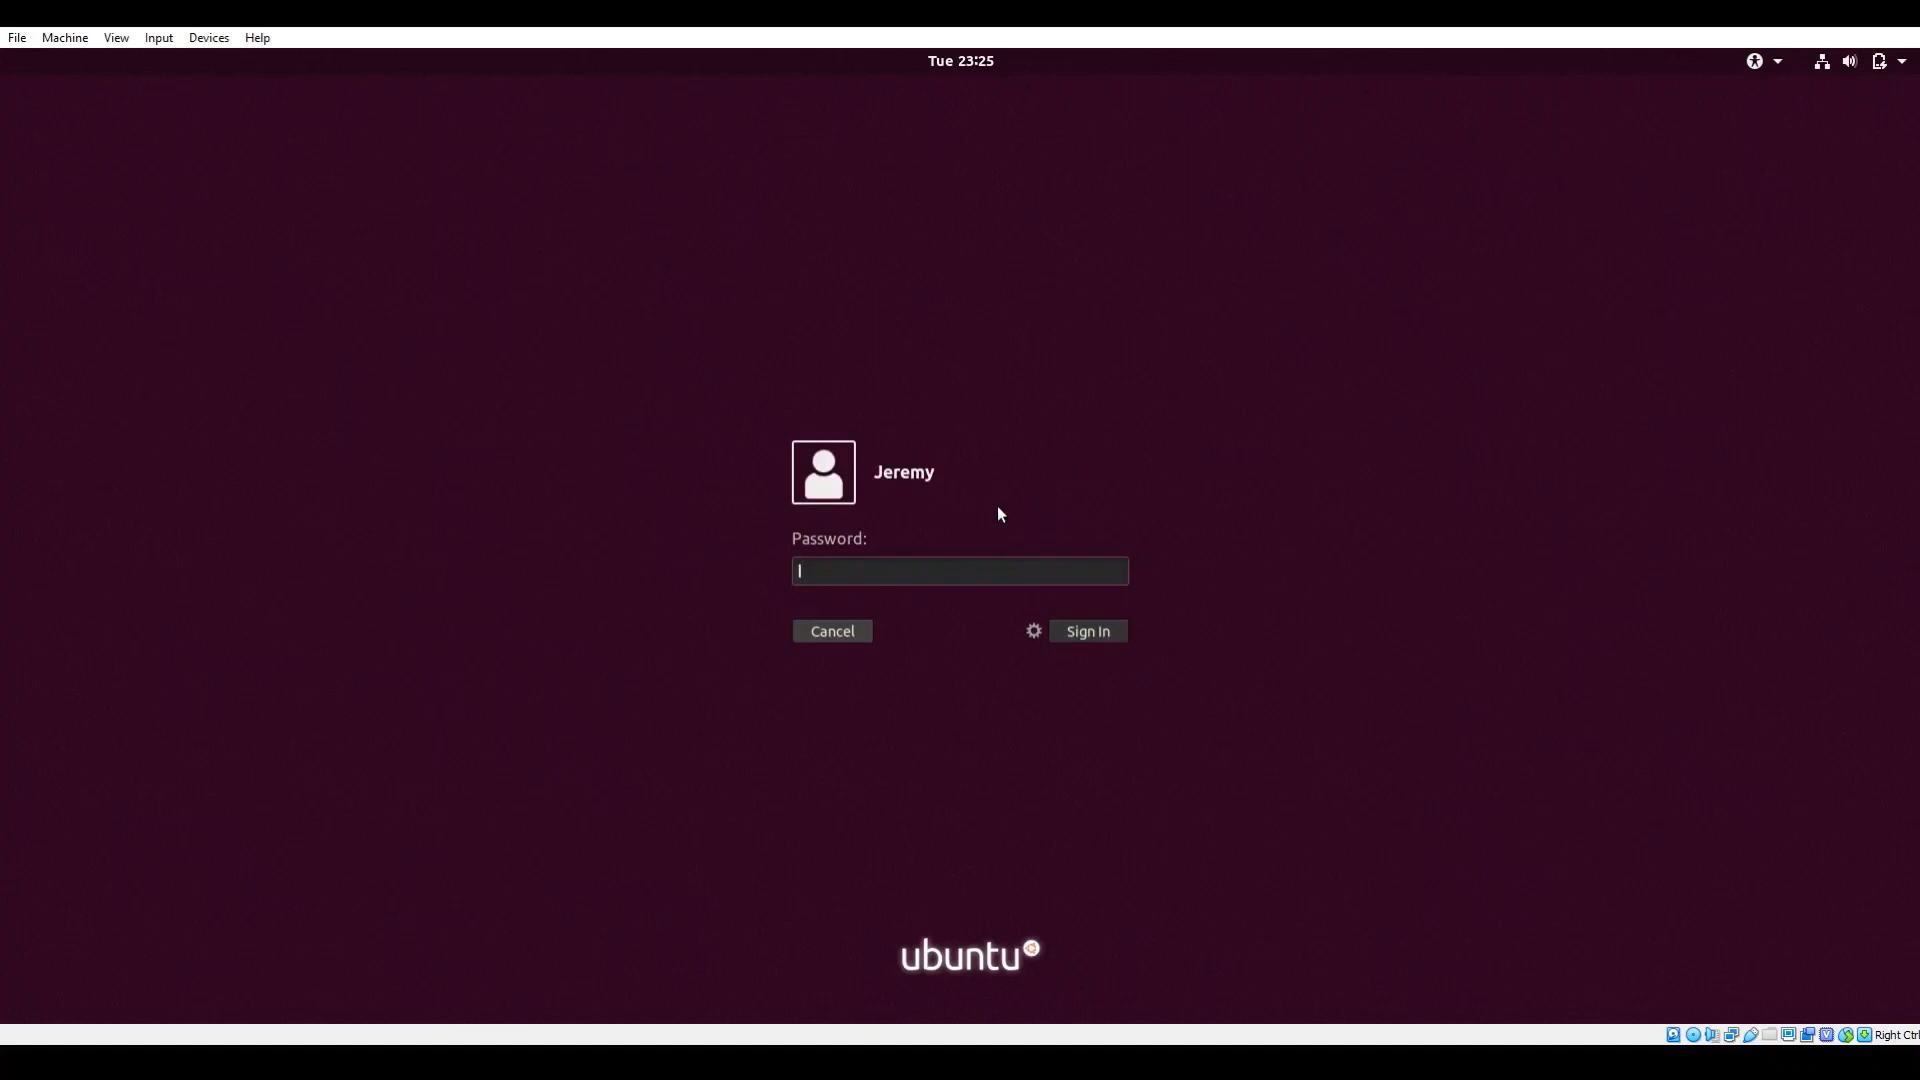 File Machine View Input Devices Help
Tue 23:25
Jeremy
Password:
Cancel Sign In
ubuntu
Right Ctrl